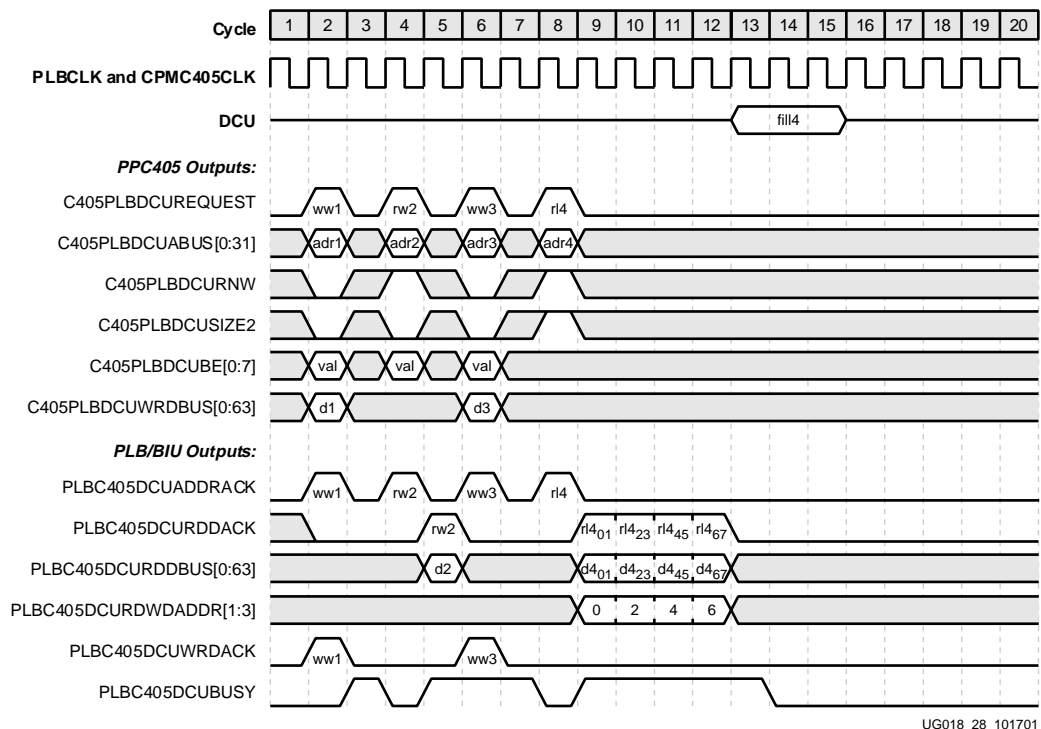 Cycle 1 2 3 4 5 6 7 8 9 10 11 12 13 14 15 16 17 18 19 20
PLBCLK and CPMC405CLK
DCU fill4
PPC405 Outputs:
C405PLBDCUREQUEST ww1 rw2 ww3 rl4
C405PLBDCUABUS[0:31] adr1 adr2 adr3 adr4
C405PLBDCURNW
C405PLBDCUSIZE2
C405PLBDCUBE[0:7] val val val
C405PLBDCUWRDBUS[0:63] d1 d3
PLB/BIU Outputs:
PLBC405DCUADDRACK ww1 rw2 ww3 rl4
PLBC405DCURDDACK rw2 rl401 rl423 rl445 rl467
PLBC405DCURDDBUS[0:63] d2 d401 d423 d445 d467
PLBC405DCURDWDADDR[1:3] 0 2 4 6
PLBC405DCUWRDACK ww1 ww3
PLBC405DCUBUSY
UG018_28_101701